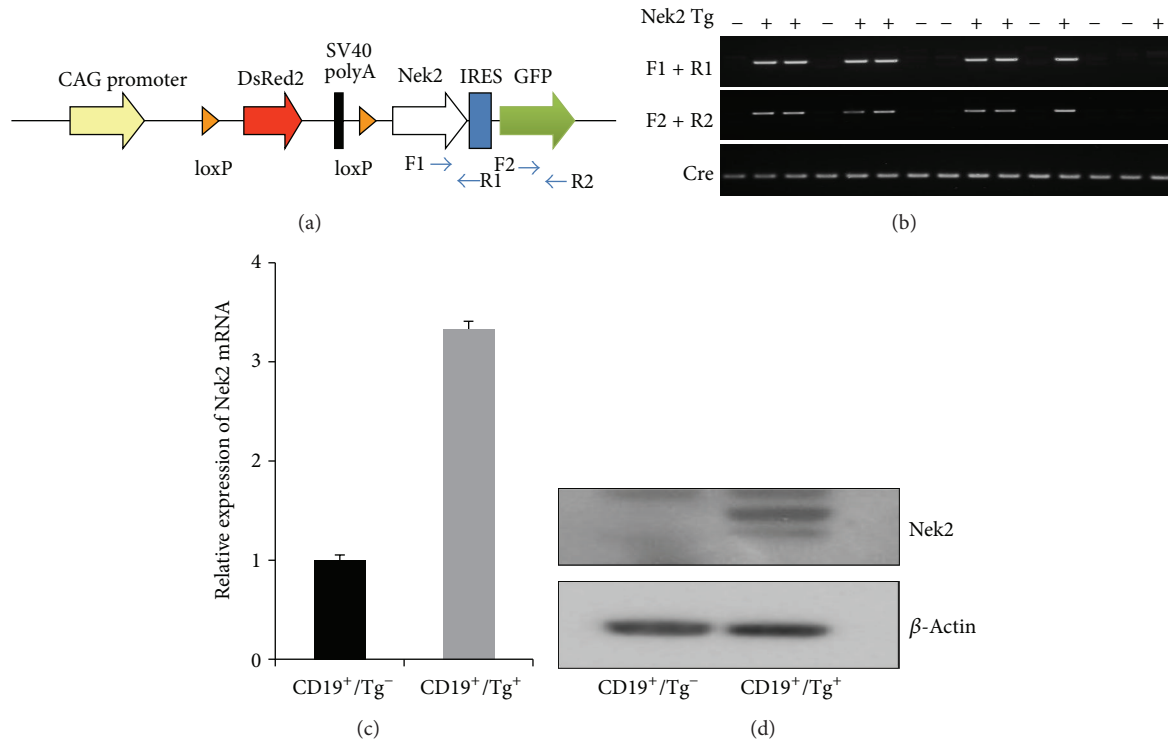 CAG promoter
DsRed2
SV40
polyA
Nek2
IRES
GFP
loxP
loxP
F1
R1
F2
R2
(a)
Nek2 Tg − + + − + + − − + + − + − − +
F1 + R1
F2 + R2
Cre
(b)
Relative expression of Nek2 mRNA
4
3
2
1
0
CD19⁺/Tg⁻
CD19⁺/Tg⁺
(c)
Nek2
β-Actin
CD19⁺/Tg⁻
CD19⁺/Tg⁺
(d)